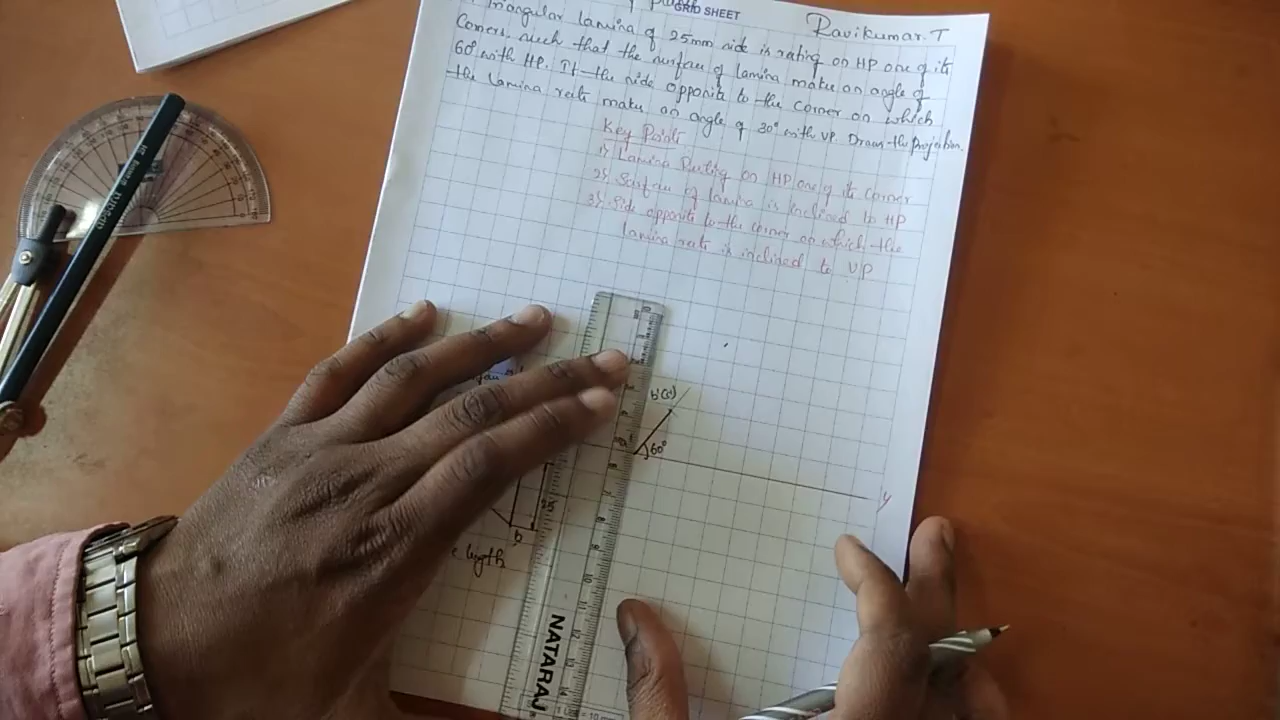 GRID SHEET
Ravikumar.T
Triangular lamina of 25mm side is resting on HP one of its
Corners such that the surface of lamina makes an angle of
60° with HP. If the side opposite to the corner on which
the lamina rests makes an angle of 30° with VP. Draw the projection.
Key Points
1) Lamina Resting on HP one of its Corner
2) Surface of lamina is inclined to HP
3) Side opposite to the corner on which the
lamina rests is inclined to VP
b'(c')
60°
y
b
length
NATARAJ